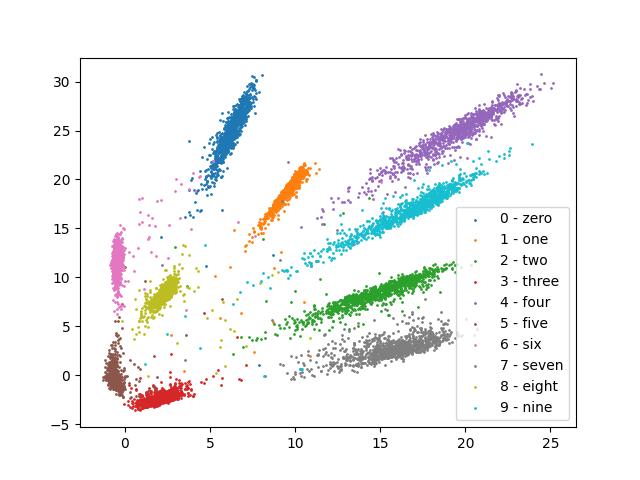 30
25
20
15
10
5
0
−5
0 - zero
1 - one
2 - two
3 - three
4 - four
5 - five
6 - six
7 - seven
8 - eight
9 - nine
0 5 10 15 20 25